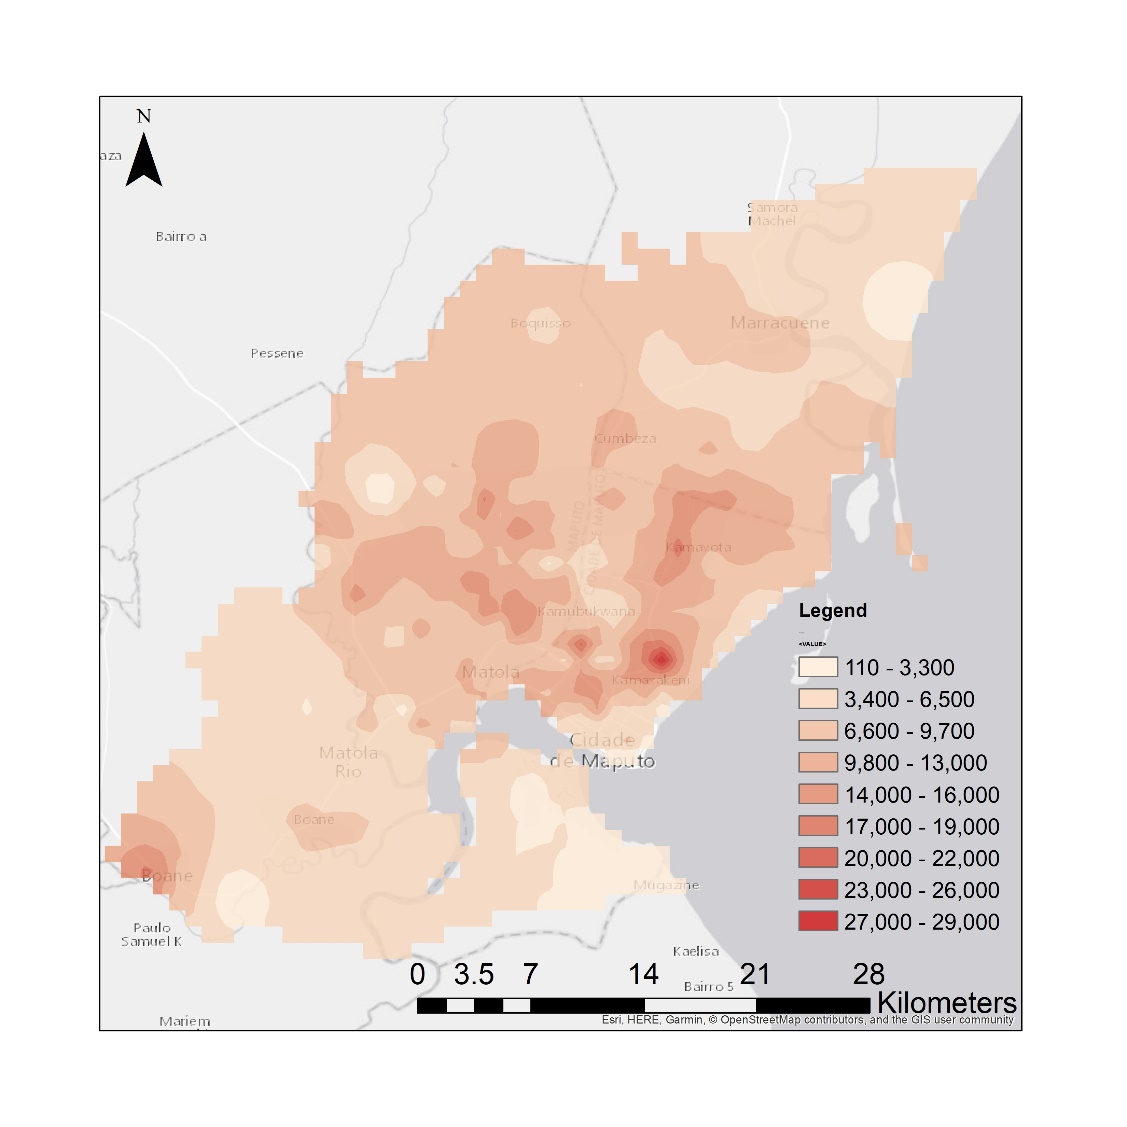 N
aza
Bairro a
Samora
Machel
Boquisso
Marracuene
Pessene
Cumbeza
MAPUTO
CIDADE DE MAPUTO
Kamavota
Kamubukwana
Matola
Kamaxakeni
Cidade
de Maputo
Matola
Rio
Boane
Boane
Mugazine
Paulo
Samuel K
Kaelisa
Bairro 5
Mariem
Legend
<VALUE>
110 - 3,300
3,400 - 6,500
6,600 - 9,700
9,800 - 13,000
14,000 - 16,000
17,000 - 19,000
20,000 - 22,000
23,000 - 26,000
27,000 - 29,000
0 3.5 7 14 21 28
Kilometers
Esri, HERE, Garmin, © OpenStreetMap contributors, and the GIS user community